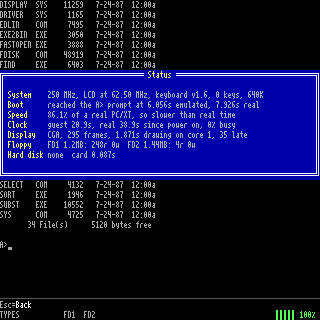 DISPLAY  SYS    11259   7-24-87  12:00a
DRIVER   SYS     1165   7-24-87  12:00a
EDLIN    COM     7495   7-24-87  12:00a
EXE2BIN  EXE     3050   7-24-87  12:00a
FASTOPEN EXE     3888   7-24-87  12:00a
FDISK    COM    48919   7-24-87  12:00a
FIND     EXE     6403   7-24-87  12:00a
Status
System    250 MHz, LCD at 62.50 MHz, keyboard v1.6, 0 keys, 640K
Boot      reached the A> prompt at 6.056s emulated, 7.926s real
Speed     86.1% of a real PC/XT, so slower than real time
Clock     guest 20.9s, real 38.9s since power on, 0% busy
Display   CGA, 295 frames, 1.871s drawing on core 1, 35 late
Floppy    FD1 1.2MB: 248r 0w  FD2 1.44MB: 4r 0w
Hard disk none  card 0.087s
SELECT   COM     4132   7-24-87  12:00a
SORT     EXE     1946   7-24-87  12:00a
SUBST    EXE    10552   7-24-87  12:00a
SYS      COM     4725   7-24-87  12:00a
34 File(s)      5120 bytes free
A>_
Esc=Back
TYPES   FD1  FD2   100%